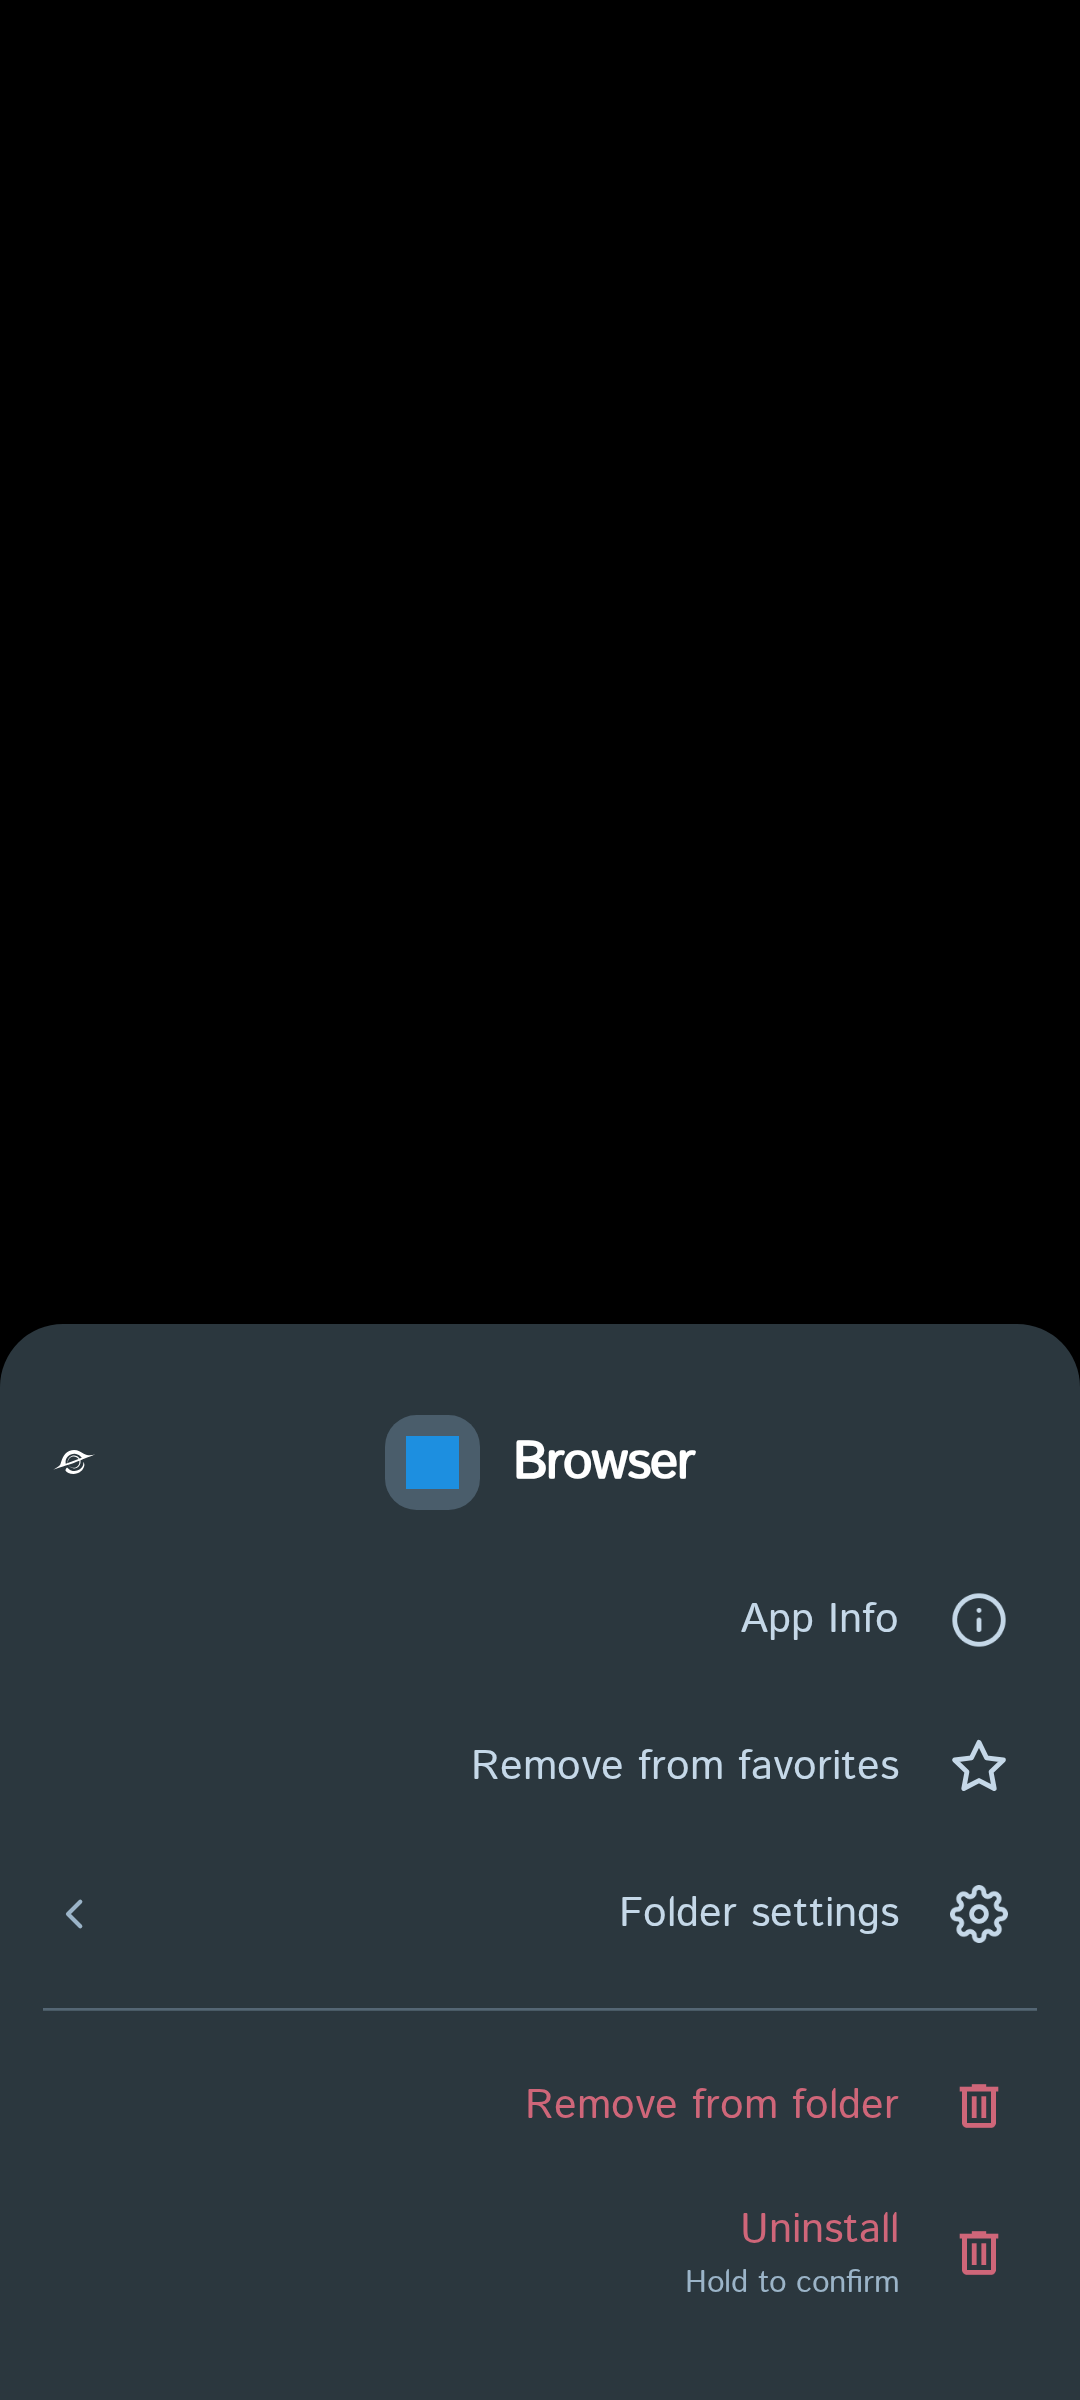 Browser
App Info
Remove from favorites
Folder settings
Remove from folder
Uninstall
Hold to confirm